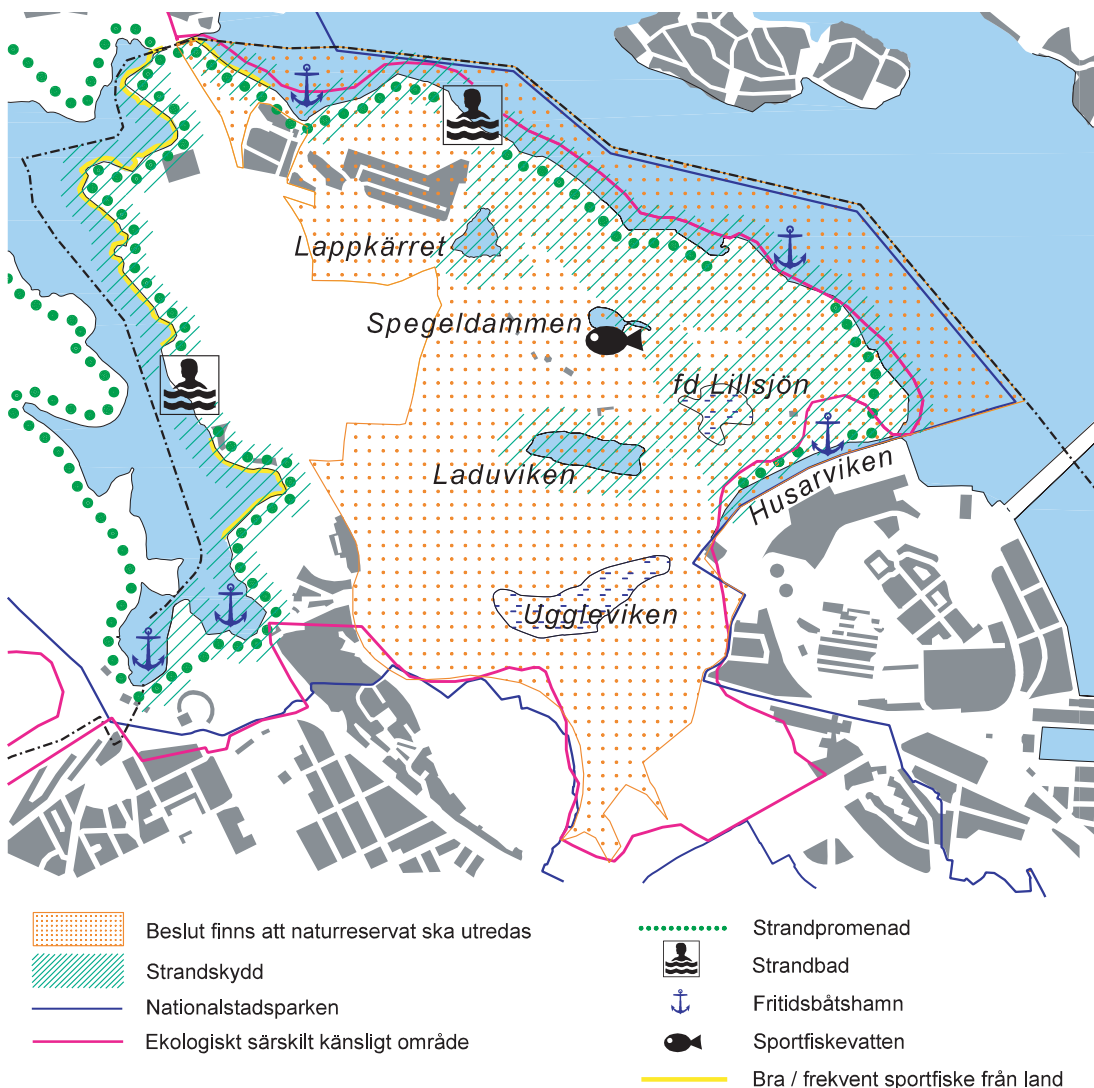 Lappkärret
Spegeldammen
fd Lillsjön
Laduviken
Husarviken
Uggleviken
Beslut finns att naturreservat ska utredas
Strandskydd
Nationalstadsparken
Ekologiskt särskilt känsligt område
Strandpromenad
Strandbad
Fritidsbåtshamn
Sportfiskevatten
Bra / frekvent sportfiske från land